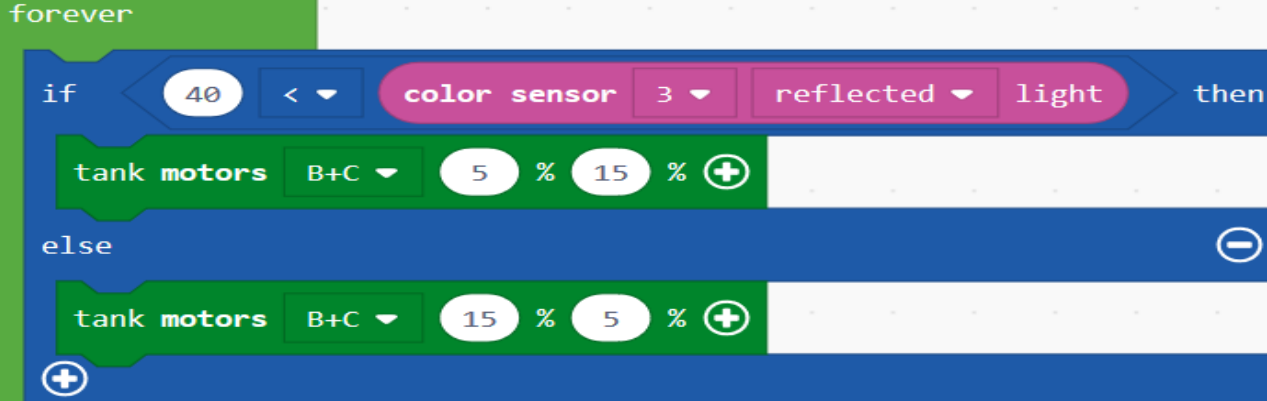 forever
if 40 < color sensor 3 reflected light then
tank motors B+C 5 % 15 %
else
tank motors B+C 15 % 5 %